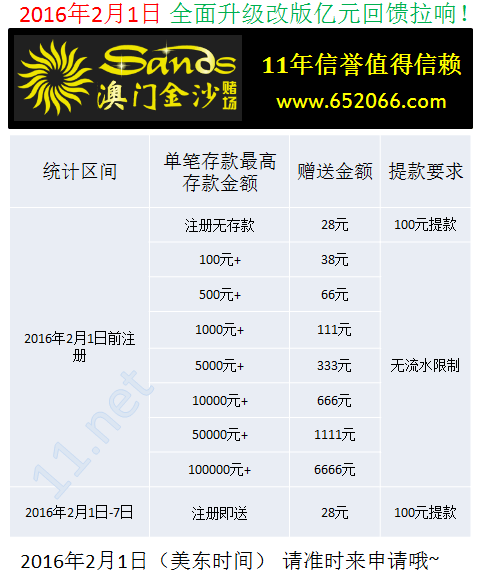 2016年2月1日 全面升级改版亿元回馈拉响！
Sands
澳门金沙赌场
11年信誉值得信赖
www.652066.com
统计区间 单笔存款最高存款金额 赠送金额 提款要求
2016年2月1日前注册 注册无存款 28元 100元提款
100元+ 38元 无流水限制
500元+ 66元
1000元+ 111元
5000元+ 333元
10000元+ 666元
50000元+ 1111元
100000元+ 6666元
2016年2月1日-7日 注册即送 28元 100元提款
11.net
2016年2月1日（美东时间） 请准时来申请哦~